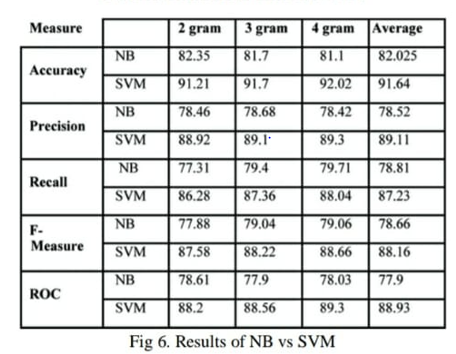 Measure 2 gram 3 gram 4 gram Average
Accuracy NB 82.35 81.7 81.1 82.025
SVM 91.21 91.7 92.02 91.64
Precision NB 78.46 78.68 78.42 78.52
SVM 88.92 89.1 89.3 89.11
Recall NB 77.31 79.4 79.71 78.81
SVM 86.28 87.36 88.04 87.23
F-Measure NB 77.88 79.04 79.06 78.66
SVM 87.58 88.22 88.66 88.16
ROC NB 78.61 77.9 78.03 77.9
SVM 88.2 88.56 89.3 88.93
Fig 6. Results of NB vs SVM